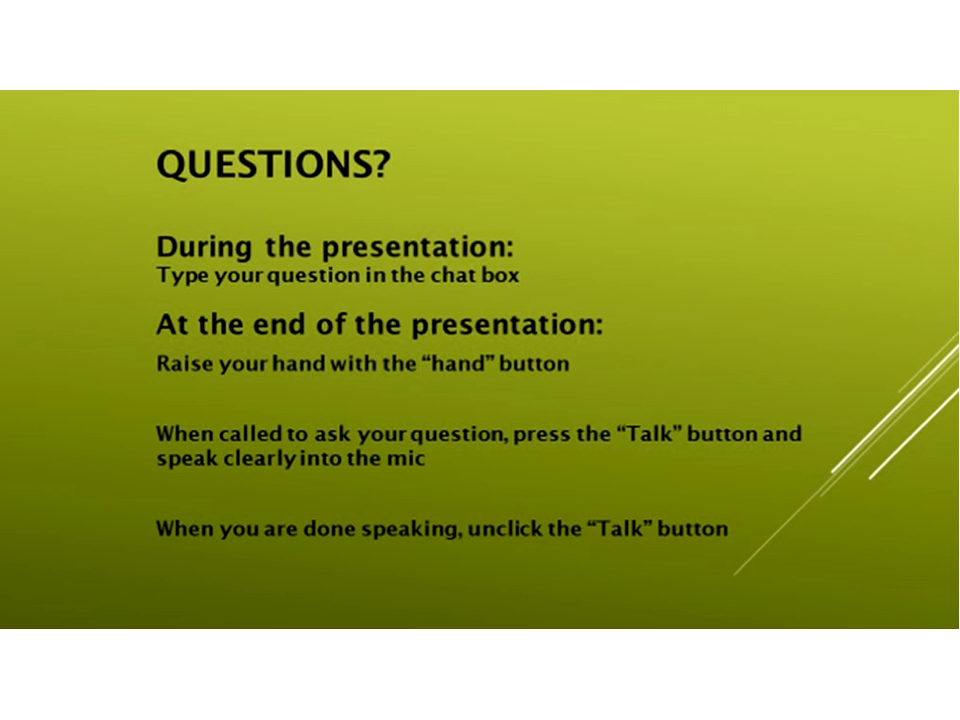 QUESTIONS?
During the presentation:
Type your question in the chat box
At the end of the presentation:
Raise your hand with the “hand” button
When called to ask your question, press the “Talk” button and
speak clearly into the mic
When you are done speaking, unclick the “Talk” button